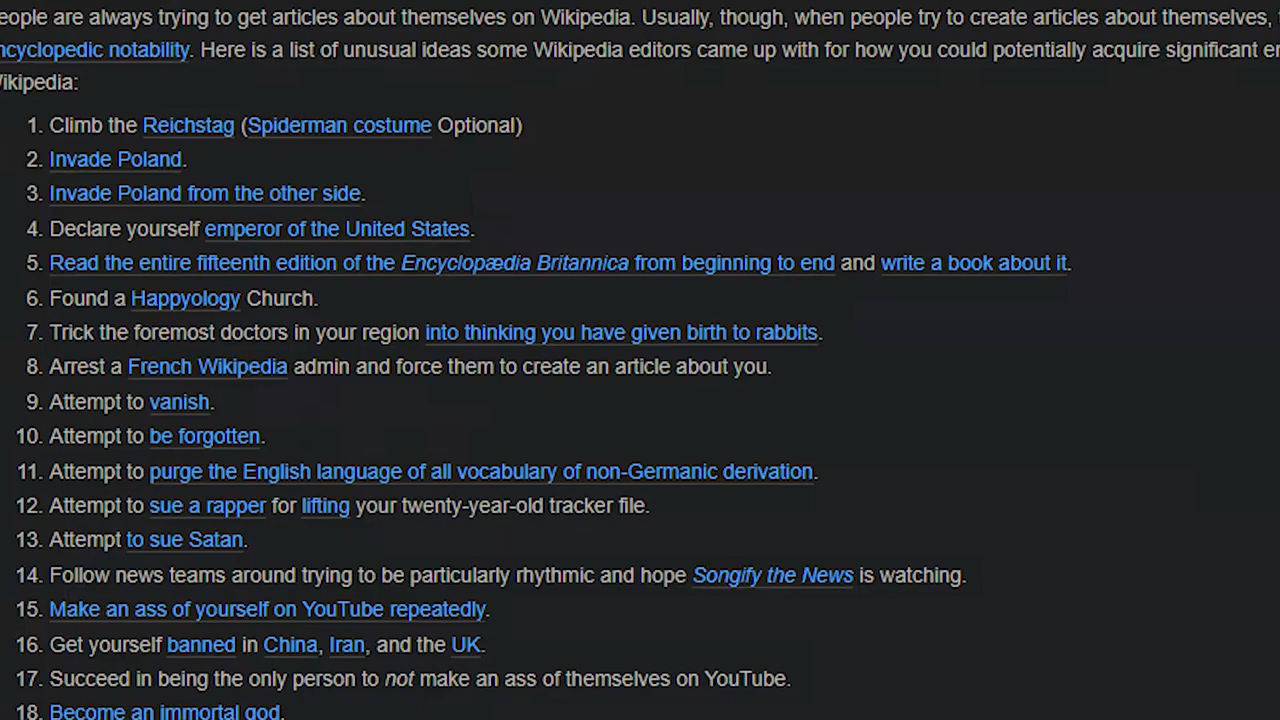 eople are always trying to get articles about themselves on Wikipedia. Usually, though, when people try to create articles about themselves,
ncyclopedic notability. Here is a list of unusual ideas some Wikipedia editors came up with for how you could potentially acquire significant e
Vikipedia:
1. Climb the Reichstag (Spiderman costume Optional)
2. Invade Poland.
3. Invade Poland from the other side.
4. Declare yourself emperor of the United States.
5. Read the entire fifteenth edition of the Encyclopædia Britannica from beginning to end and write a book about it.
6. Found a Happyology Church.
7. Trick the foremost doctors in your region into thinking you have given birth to rabbits.
8. Arrest a French Wikipedia admin and force them to create an article about you.
9. Attempt to vanish.
10. Attempt to be forgotten.
11. Attempt to purge the English language of all vocabulary of non-Germanic derivation.
12. Attempt to sue a rapper for lifting your twenty-year-old tracker file.
13. Attempt to sue Satan.
14. Follow news teams around trying to be particularly rhythmic and hope Songify the News is watching.
15. Make an ass of yourself on YouTube repeatedly.
16. Get yourself banned in China, Iran, and the UK.
17. Succeed in being the only person to not make an ass of themselves on YouTube.
18. Become an immortal god.